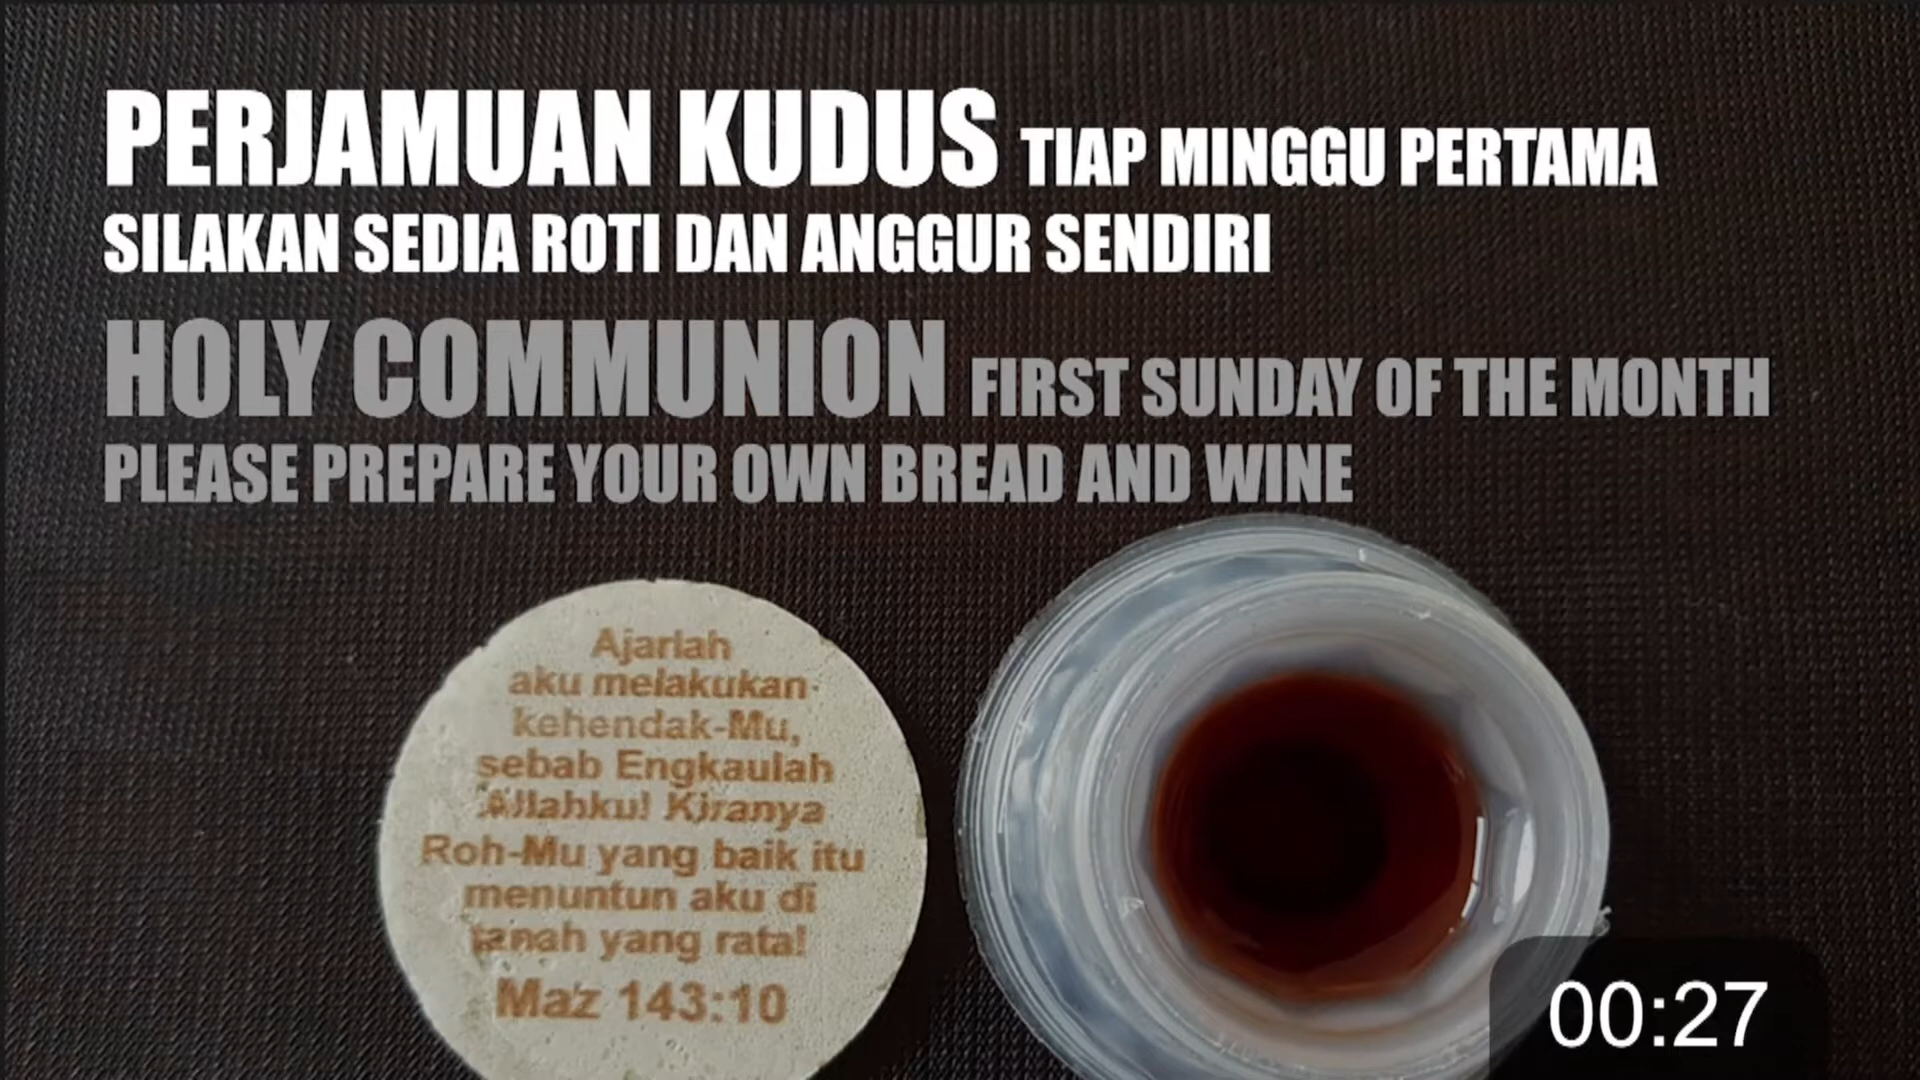 PERJAMUAN KUDUS TIAP MINGGU PERTAMA
SILAKAN SEDIA ROTI DAN ANGGUR SENDIRI
HOLY COMMUNION FIRST SUNDAY OF THE MONTH
PLEASE PREPARE YOUR OWN BREAD AND WINE
Ajarlah
aku melakukan
kehendak-Mu,
sebab Engkaulah
Allahku! Kiranya
Roh-Mu yang baik itu
menuntun aku di
tanah yang rata!
Maz 143:10
00:27